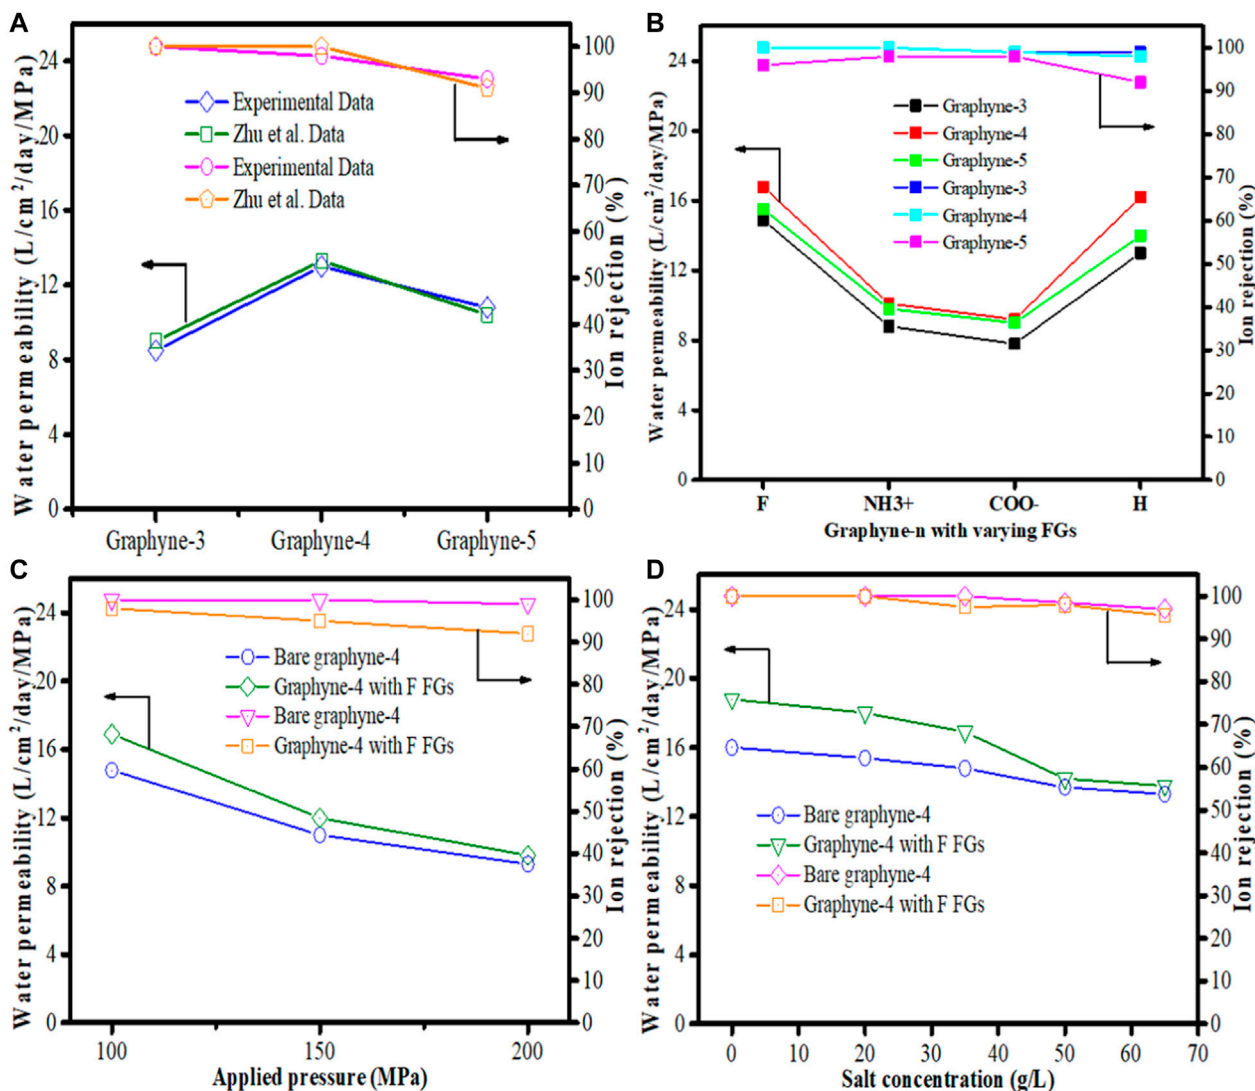 A
Water permeability (L/cm²/day/MPa)
24
20
16
12
8
4
0
Experimental Data
Zhu et al. Data
Experimental Data
Zhu et al. Data
100
90
80
70
60
50
40
30
20
10
0
Ion rejection (%)
Graphyne-3 Graphyne-4 Graphyne-5
B
Water permeability (L/cm²/day/MPa)
24
20
16
12
8
4
0
Graphyne-3
Graphyne-4
Graphyne-5
Graphyne-3
Graphyne-4
Graphyne-5
100
90
80
70
60
50
40
30
20
10
0
Ion rejection (%)
F NH3+ COO- H
Graphyne-n with varying FGs
C
Water permeability (L/cm²/day/MPa)
24
20
16
12
8
4
0
Bare graphyne-4
Graphyne-4 with F FGs
Bare graphyne-4
Graphyne-4 with F FGs
100
90
80
70
60
50
40
30
20
10
0
Ion rejection (%)
100 150 200
Applied pressure (MPa)
D
Water permeability (L/cm²/day/MPa)
24
20
16
12
8
4
0
Bare graphyne-4
Graphyne-4 with F FGs
Bare graphyne-4
Graphyne-4 with F FGs
100
90
80
70
60
50
40
30
20
10
0
Ion rejection (%)
0 10 20 30 40 50 60 70
Salt concentration (g/L)